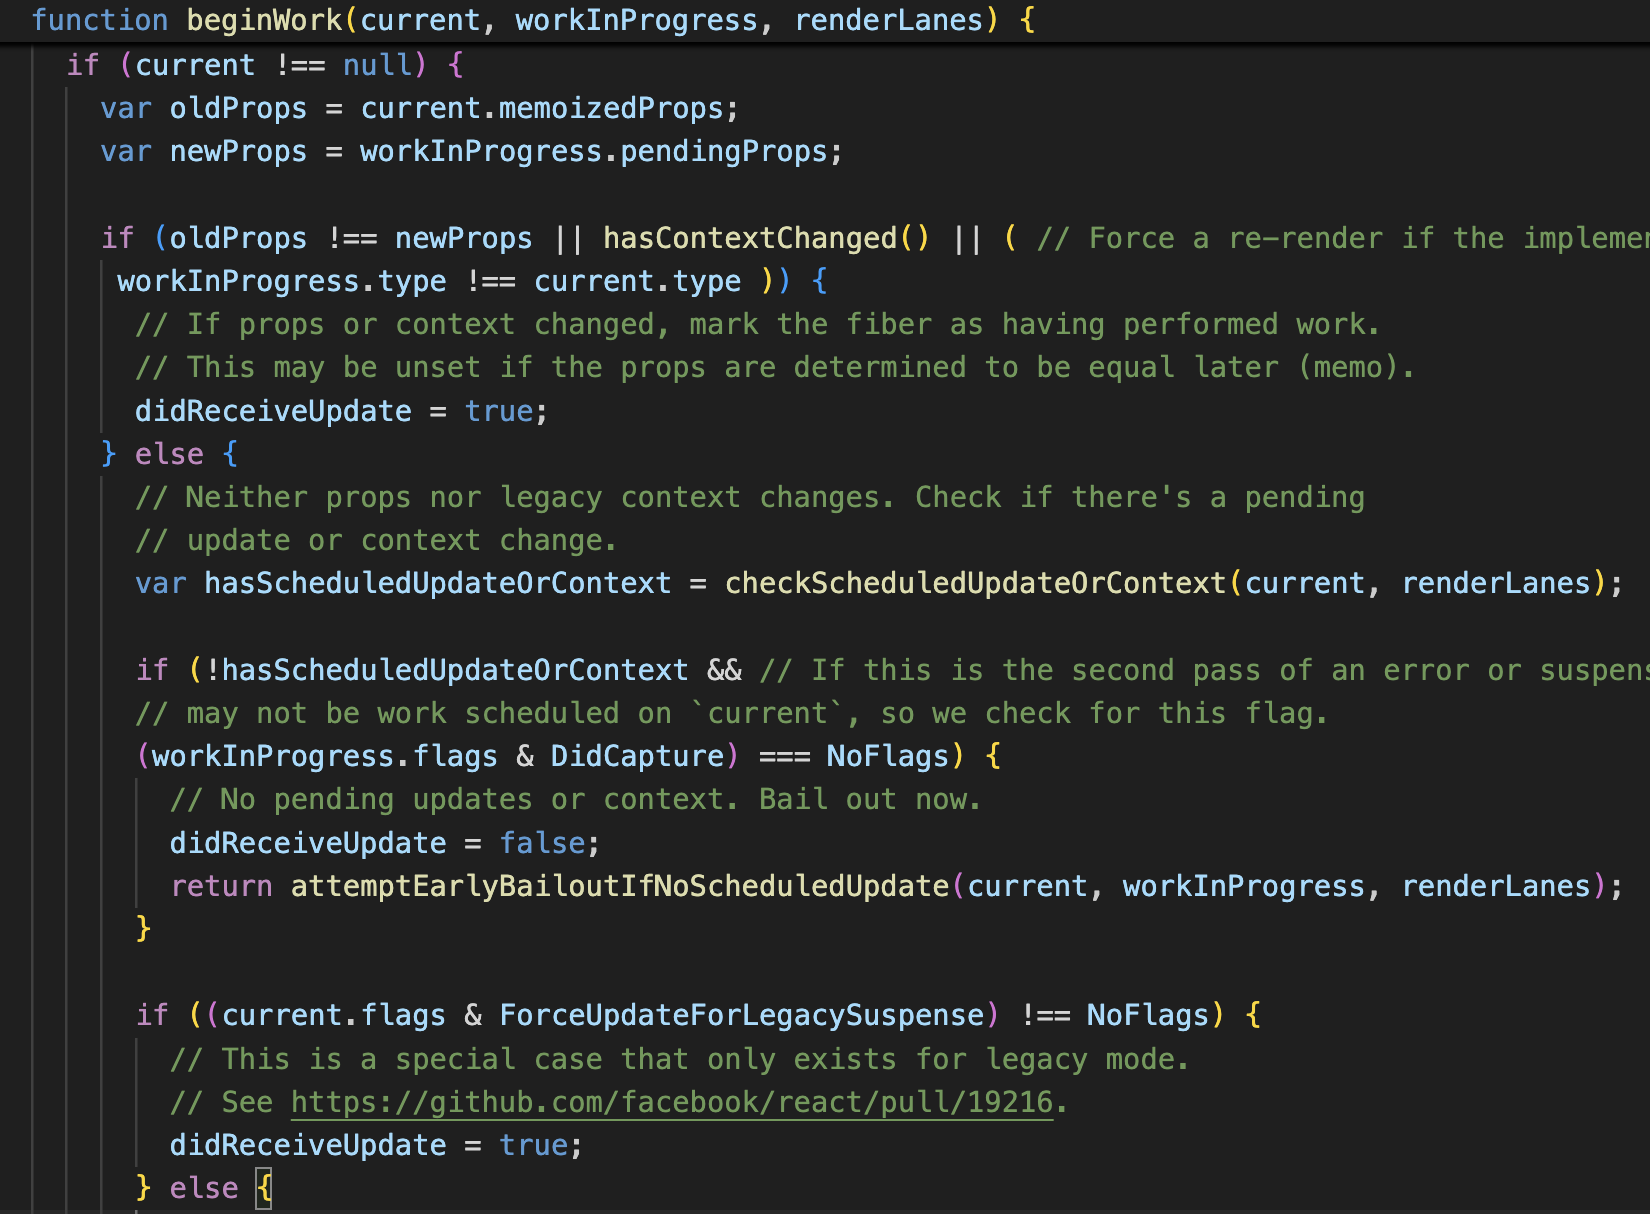 function beginWork(current, workInProgress, renderLanes) {
if (current !== null) {
var oldProps = current.memoizedProps;
var newProps = workInProgress.pendingProps;
if (oldProps !== newProps || hasContextChanged() || ( // Force a re-render if the
workInProgress.type !== current.type )) {
// If props or context changed, mark the fiber as having performed work.
// This may be unset if the props are determined to be equal later (memo).
didReceiveUpdate = true;
} else {
// Neither props nor legacy context changes. Check if there's a pending
// update or context change.
var hasScheduledUpdateOrContext = checkScheduledUpdateOrContext(current, renderLanes);
if (!hasScheduledUpdateOrContext && // If this is the second pass of an error or
// may not be work scheduled on `current`, so we check for this flag.
(workInProgress.flags & DidCapture) === NoFlags) {
// No pending updates or context. Bail out now.
didReceiveUpdate = false;
return attemptEarlyBailoutIfNoScheduledUpdate(current, workInProgress, renderLanes);
}
if ((current.flags & ForceUpdateForLegacySuspense) !== NoFlags) {
// This is a special case that only exists for legacy mode.
// See https://github.com/facebook/react/pull/19216.
didReceiveUpdate = true;
} else {